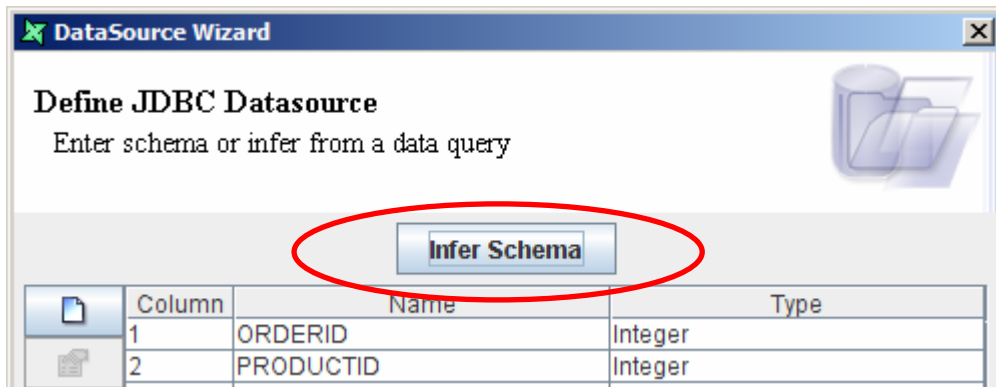 DataSource Wizard
Define JDBC Datasource
Enter schema or infer from a data query
Infer Schema
Column Name Type
1 ORDERID Integer
2 PRODUCTID Integer